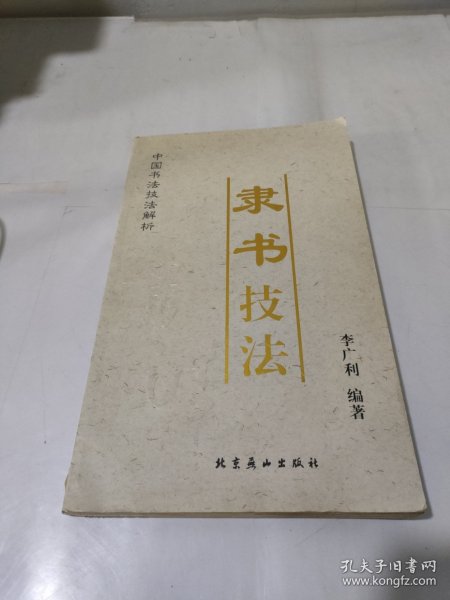 中国书法技法解析
隶书技法
李广利 编著
北京燕山出版社
孔夫子旧书网
www.kongfz.com